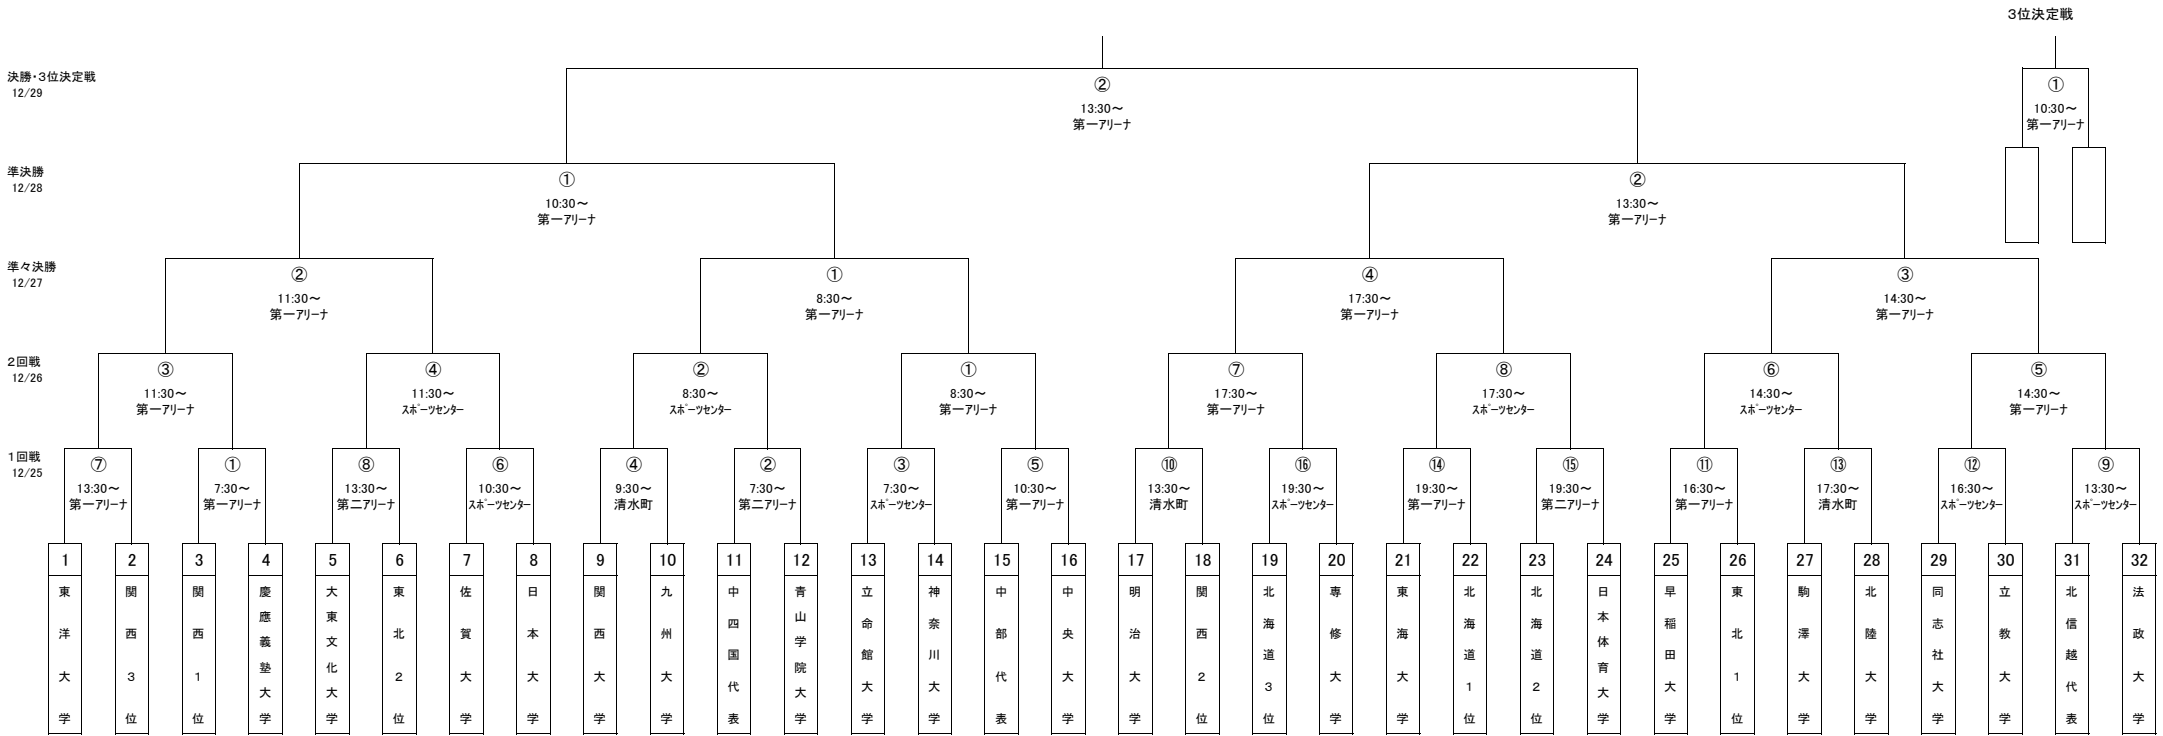 3位決定戦
決勝・3位決定戦
12/29
②
13:30～
第一アリーナ
①
10:30～
第一アリーナ
準決勝
12/28
①
10:30～
第一アリーナ
②
13:30～
第一アリーナ
準々決勝
12/27
②
11:30～
第一アリーナ
①
8:30～
第一アリーナ
④
17:30～
第一アリーナ
③
14:30～
第一アリーナ
2回戦
12/26
③
11:30～
第一アリーナ
④
11:30～
スポーツセンター
②
8:30～
スポーツセンター
①
8:30～
第一アリーナ
⑦
17:30～
第一アリーナ
⑧
17:30～
スポーツセンター
⑥
14:30～
スポーツセンター
⑤
14:30～
第一アリーナ
1回戦
12/25
⑦
13:30～
第一アリーナ
①
7:30～
第一アリーナ
⑧
13:30～
第二アリーナ
⑥
10:30～
スポーツセンター
④
9:30～
清水町
②
7:30～
第二アリーナ
③
7:30～
スポーツセンター
⑤
10:30～
第一アリーナ
⑩
13:30～
清水町
⑯
19:30～
スポーツセンター
⑭
19:30～
第一アリーナ
⑮
19:30～
第二アリーナ
⑪
16:30～
第一アリーナ
⑬
17:30～
清水町
⑫
16:30～
スポーツセンター
⑨
13:30～
スポーツセンター
1
東洋大学
2
関西3位
3
関西1位
4
慶應義塾大学
5
大東文化大学
6
東北2位
7
佐賀大学
8
日本大学
9
関西大学
10
九州大学
11
中四国代表
12
青山学院大学
13
立命館大学
14
神奈川大学
15
中部代表
16
中央大学
17
明治大学
18
関西2位
19
北海道3位
20
専修大学
21
東海大学
22
北海道1位
23
北海道2位
24
日本体育大学
25
早稲田大学
26
東北1位
27
駒澤大学
28
北陸大学
29
同志社大学
30
立教大学
31
北信越代表
32
法政大学